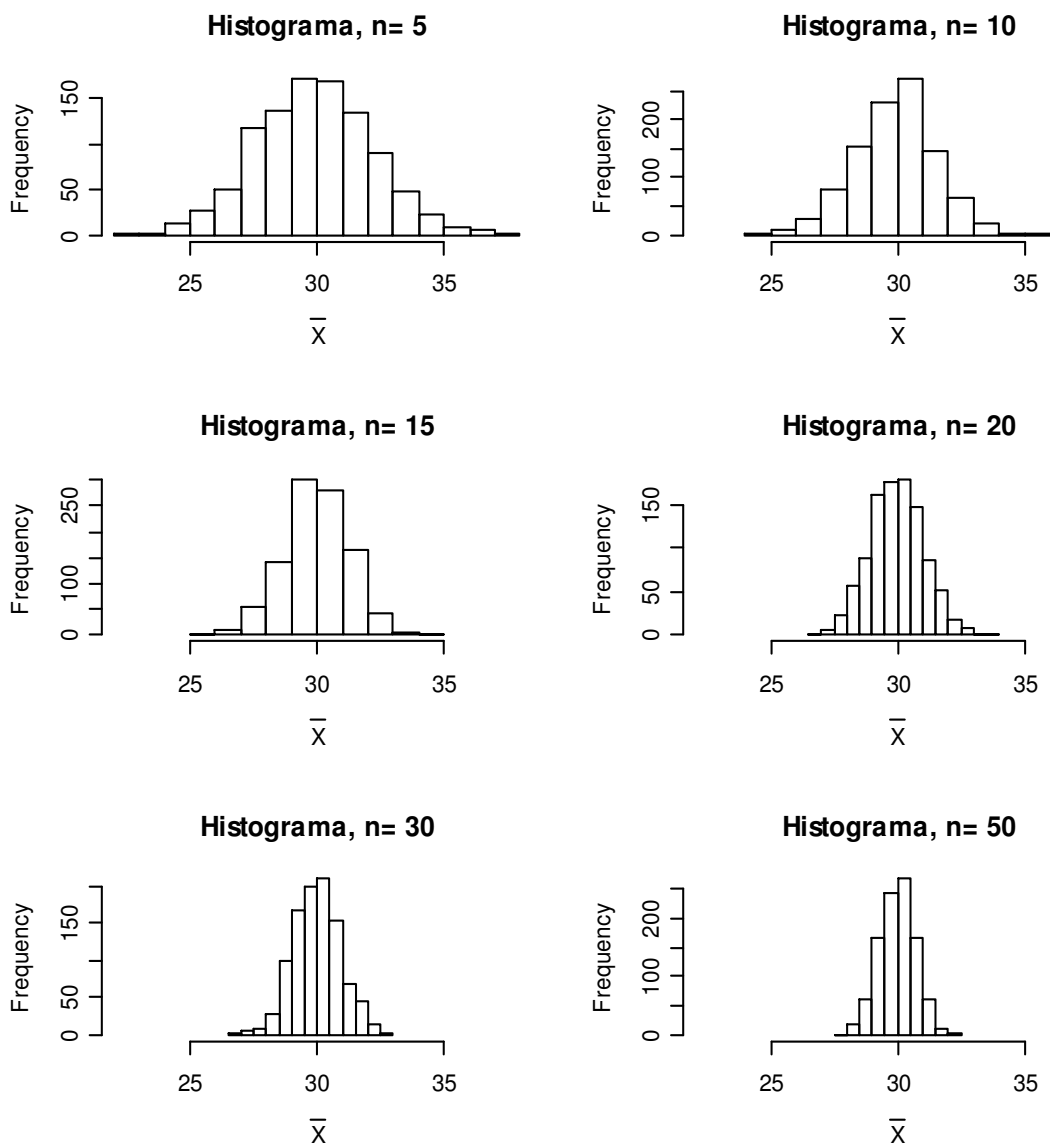 Histograma, n= 5
Frequency
0 50 150
25 30 35
X̅
Histograma, n= 10
Frequency
0 100 200
25 30 35
X̅
Histograma, n= 15
Frequency
0 100 250
25 30 35
X̅
Histograma, n= 20
Frequency
0 50 150
25 30 35
X̅
Histograma, n= 30
Frequency
0 50 150
25 30 35
X̅
Histograma, n= 50
Frequency
0 100 200
25 30 35
X̅